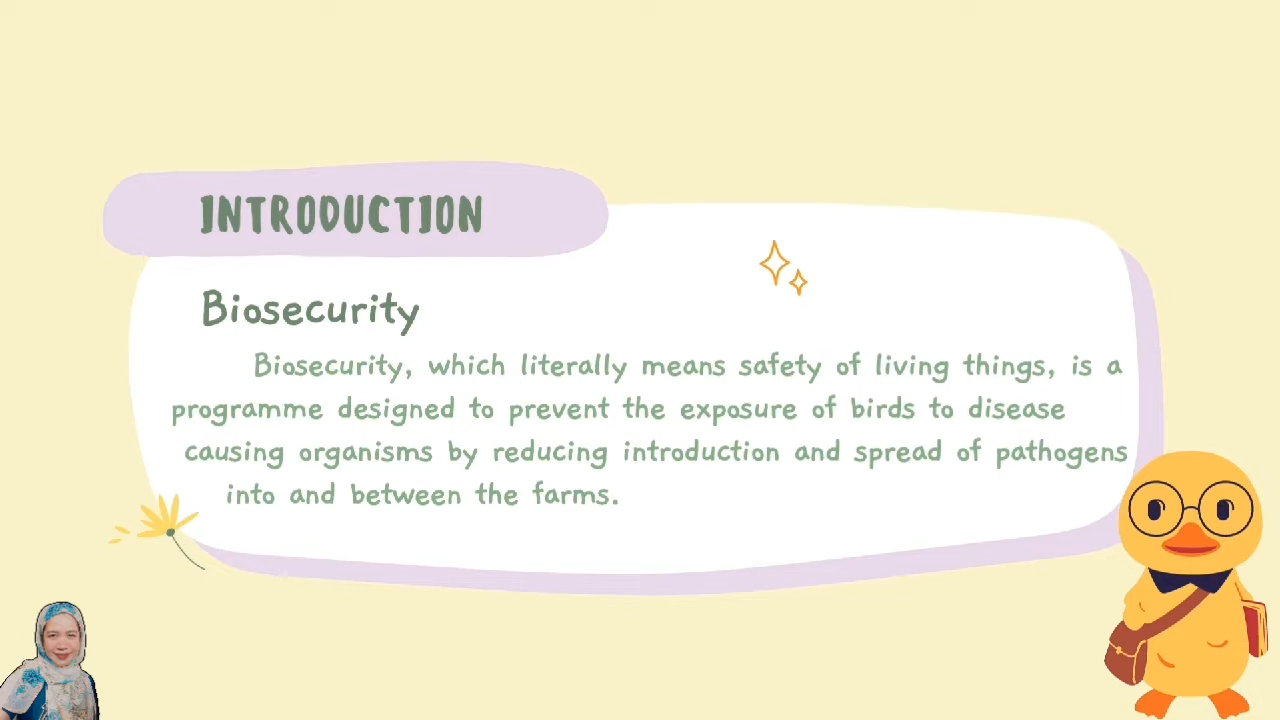 INTRODUCTION
Biosecurity
Biosecurity, which literally means safety of living things, is a
programme designed to prevent the exposure of birds to disease
causing organisms by reducing introduction and spread of pathogens
into and between the farms.